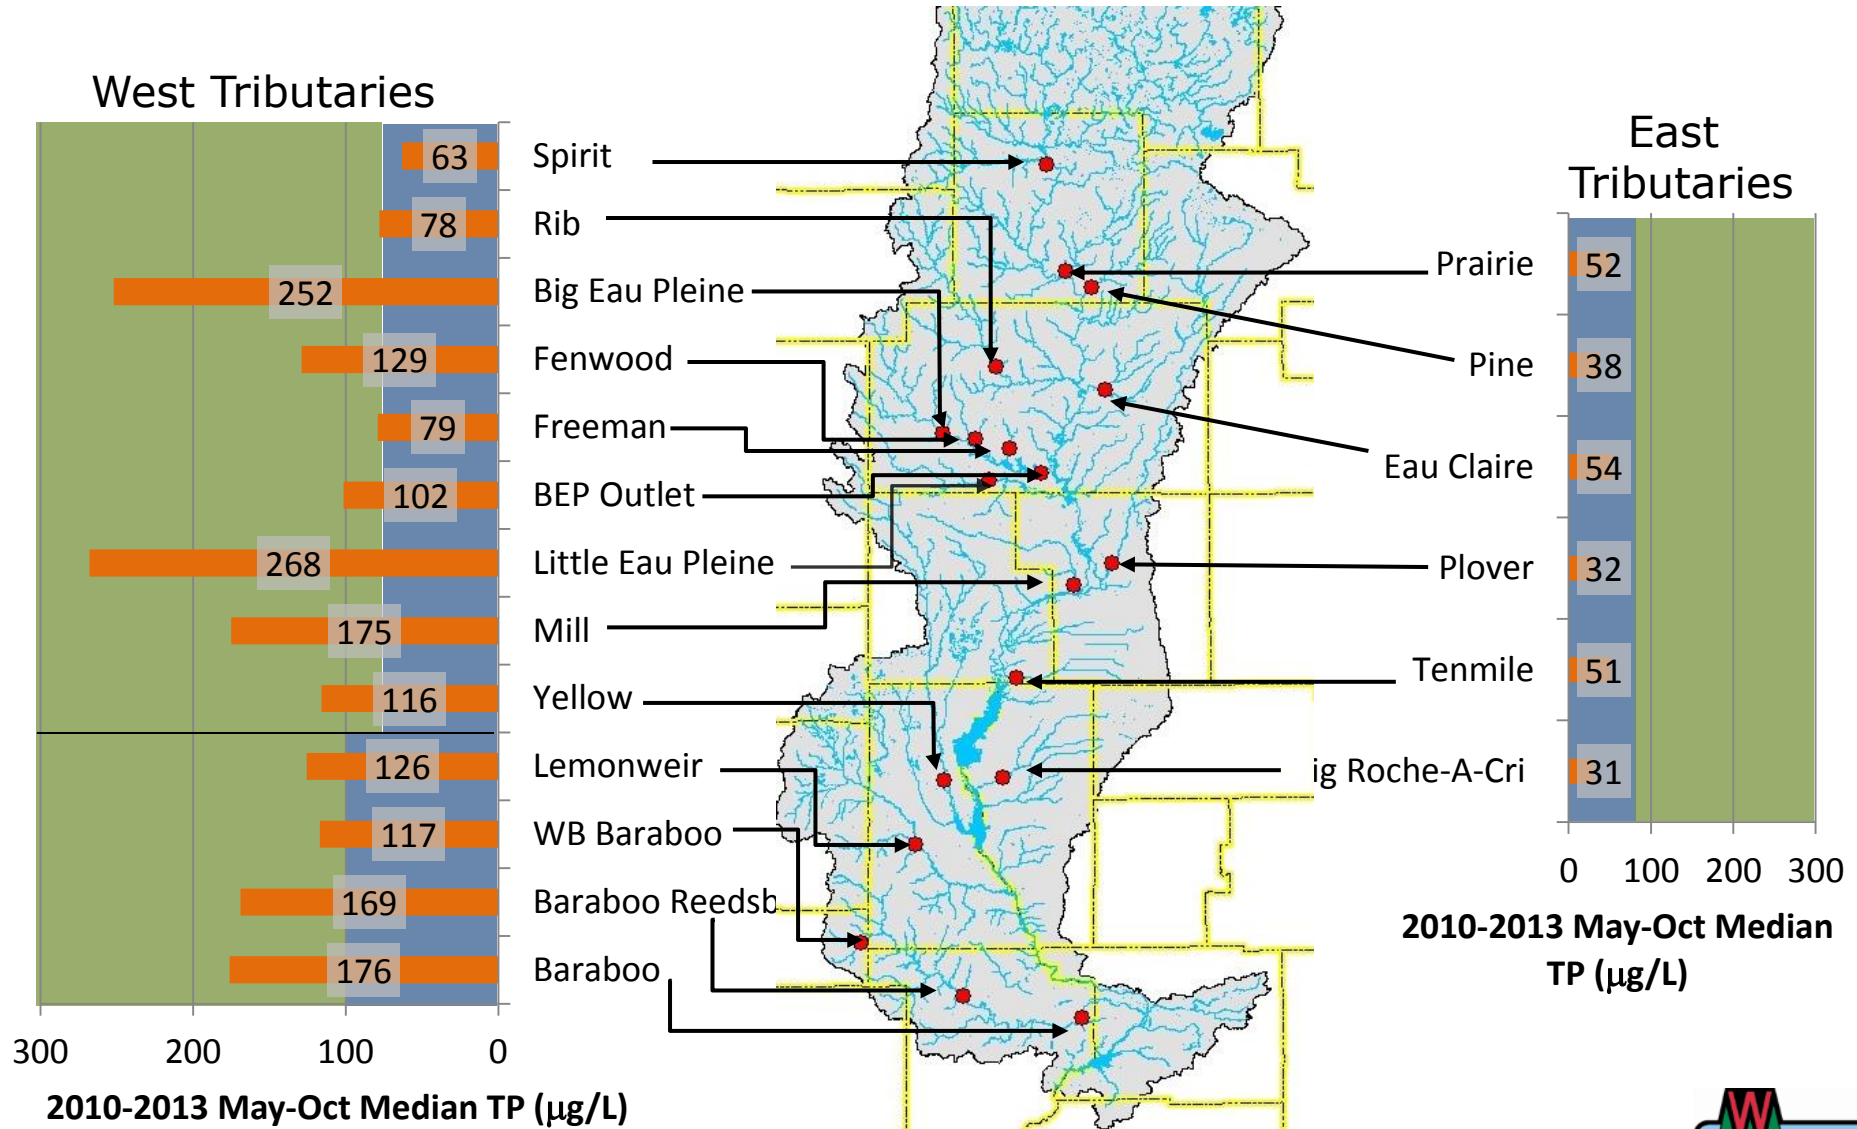 West Tributaries
63
78
252
129
79
102
268
175
116
126
117
169
176
300
200
100
0
2010-2013 May-Oct Median TP (µg/L)
Spirit
Rib
Big Eau Pleine
Fenwood
Freeman
BEP Outlet
Little Eau Pleine
Mill
Yellow
Lemonweir
WB Baraboo
Baraboo Reedsb
Baraboo
East
Tributaries
Prairie
Pine
Eau Claire
Plover
Tenmile
ig Roche-A-Cri
52
38
54
32
51
31
0
100
200
300
2010-2013 May-Oct Median
TP (µg/L)
W